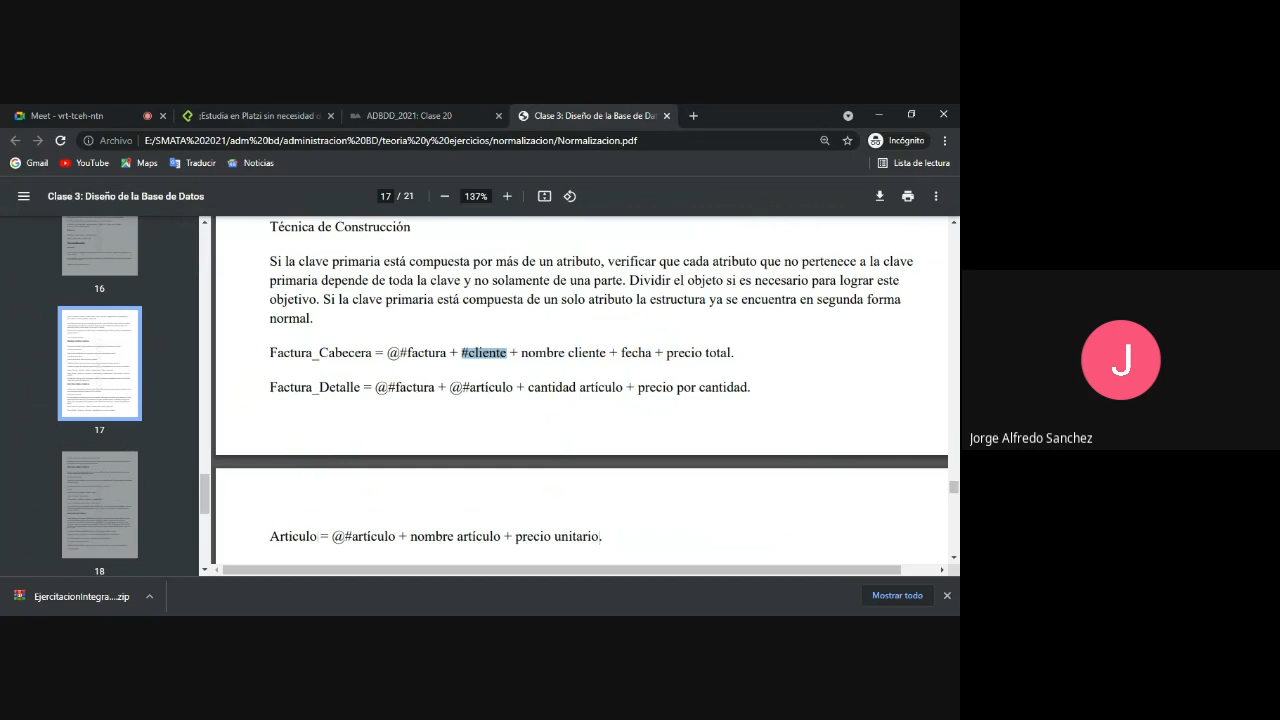 Meet - vrt-tceh-ntn
¡Estudia en Platzi sin necesidad o
ADBDD_2021: Clase 20
Clase 3: Diseño de la Base de Dat
Archivo
E:/SMATA%202021/adm%20bd/administracion%20BD/teoria%20y%20ejercicios/normalizacion/Normalizacion.pdf
Incógnito
Gmail
YouTube
Maps
Traducir
Noticias
Lista de lectura
Clase 3: Diseño de la Base de Datos
17 / 21
137%
16
17
18
Técnica de Construcción
Si la clave primaria está compuesta por más de un atributo, verificar que cada atributo que no pertenece a la clave
primaria depende de toda la clave y no solamente de una parte. Dividir el objeto si es necesario para lograr este
objetivo. Si la clave primaria está compuesta de un solo atributo la estructura ya se encuentra en segunda forma
normal.
Factura_Cabecera = @#factura + #cliente + nombre cliente + fecha + precio total.
Factura_Detalle = @#factura + @#artículo + cantidad artículo + precio por cantidad.
Artículo = @#artículo + nombre artículo + precio unitario.
EjercitacionIntegra....zip
Mostrar todo
J
Jorge Alfredo Sanchez